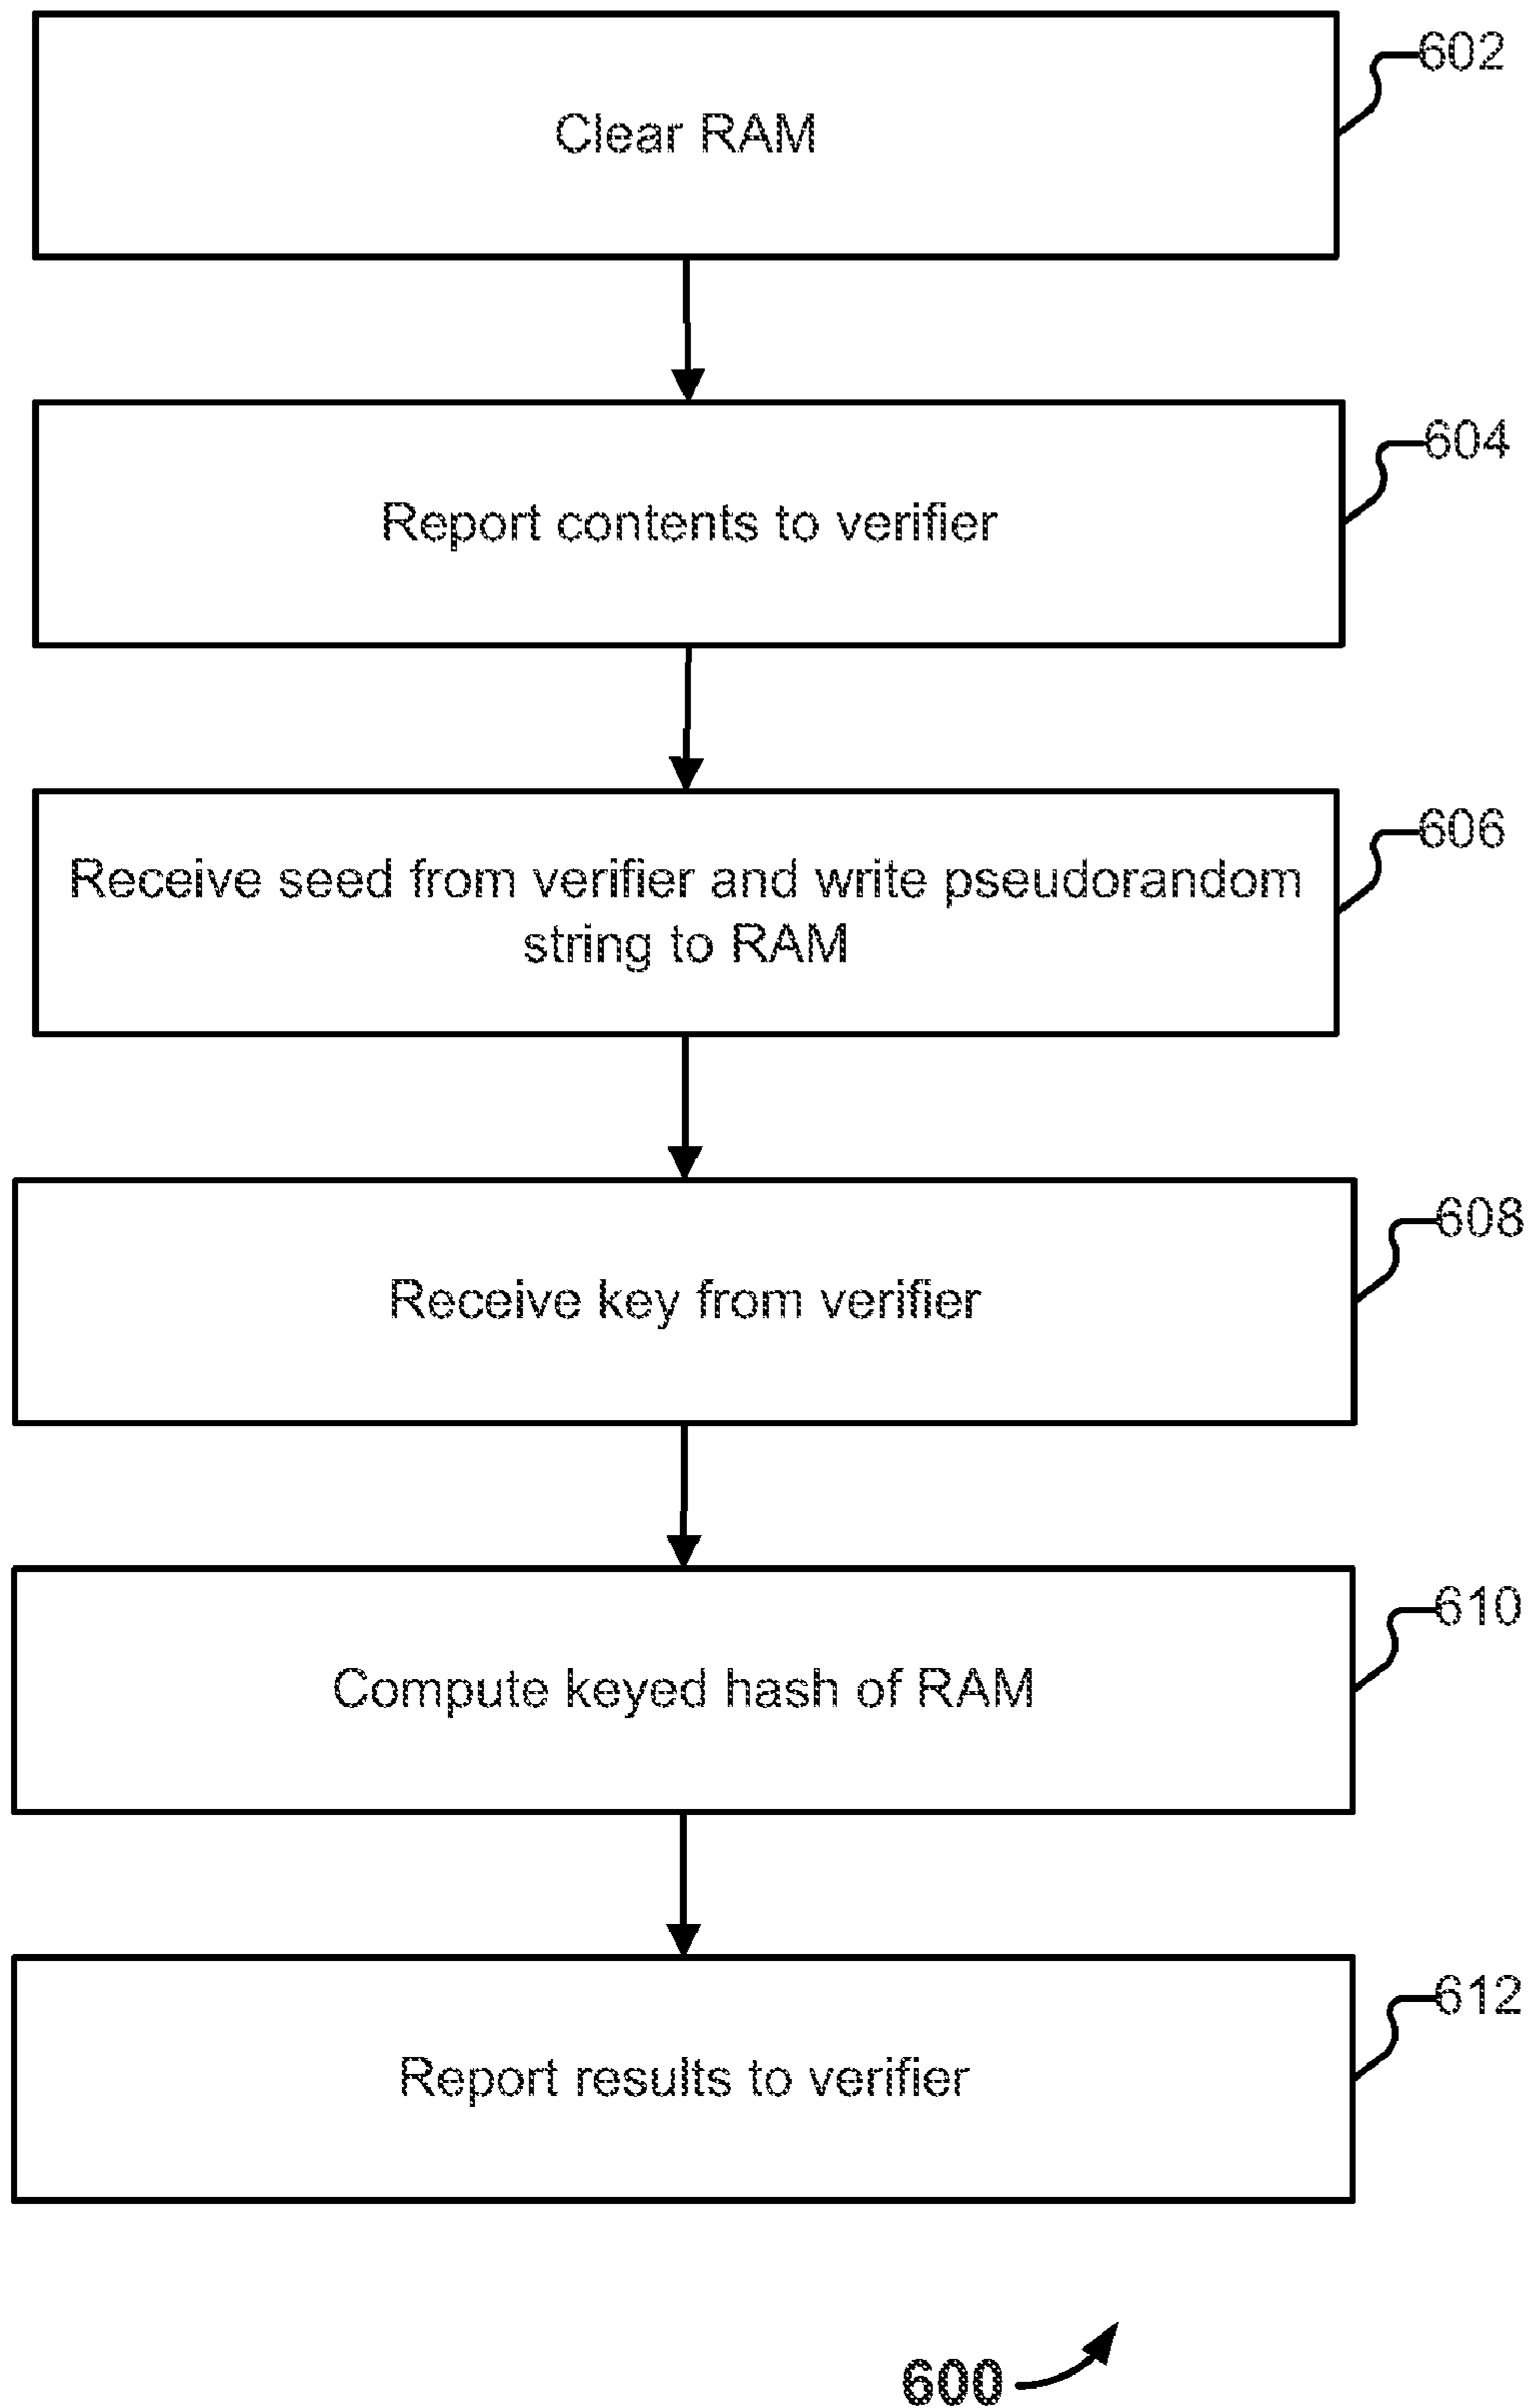 Clear RAM
602
Report contents to verifier
604
Receive seed from verifier and write pseudorandom
string to RAM
606
Receive key from verifier
608
Compute keyed hash of RAM
610
Report results to verifier
612
600